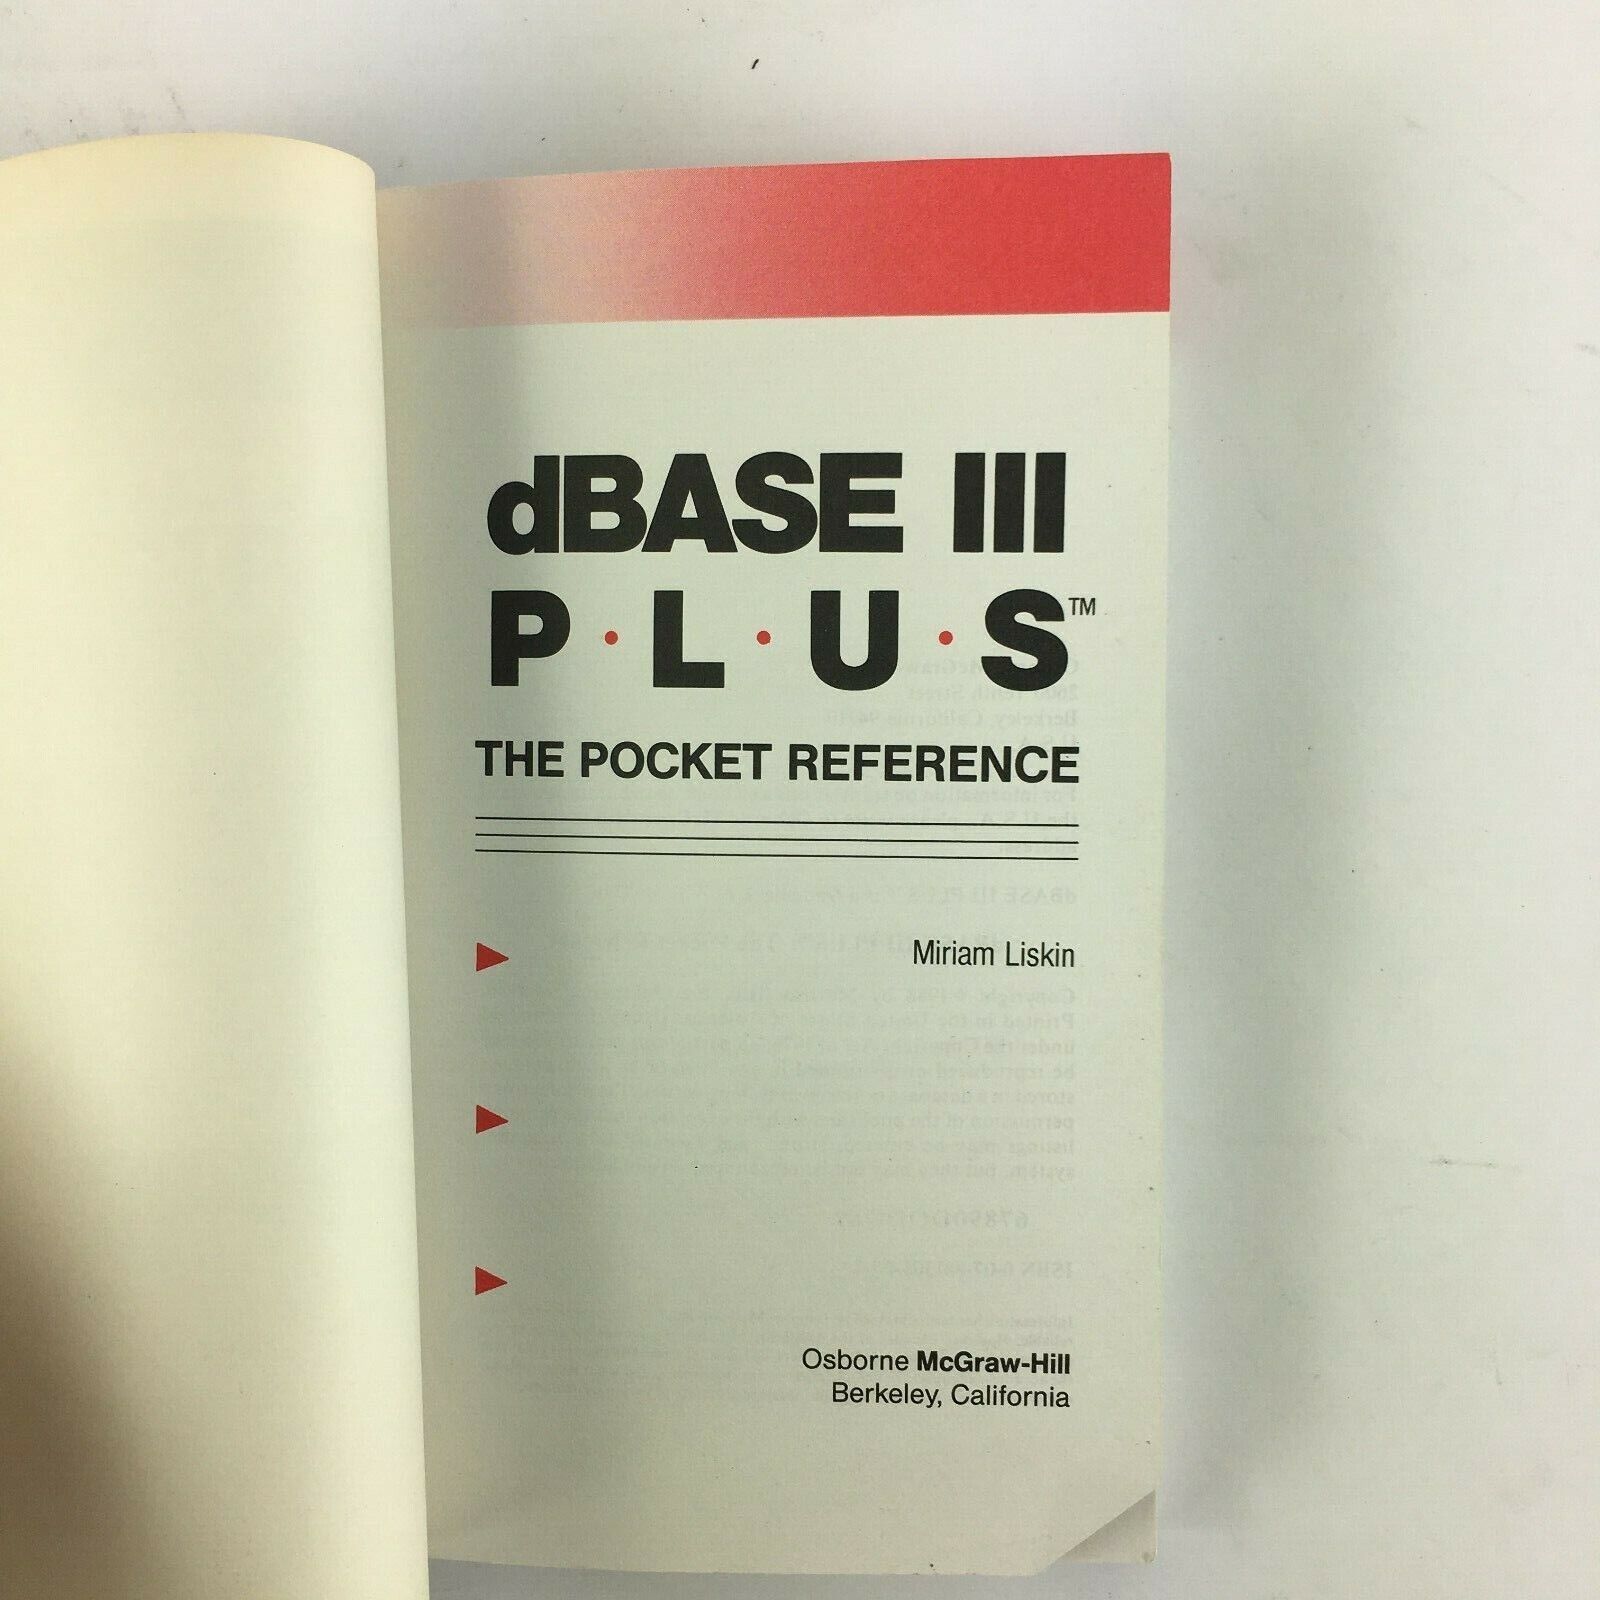 dBASE III
P·L·U·S™
THE POCKET REFERENCE
Miriam Liskin
Osborne McGraw-Hill
Berkeley, California